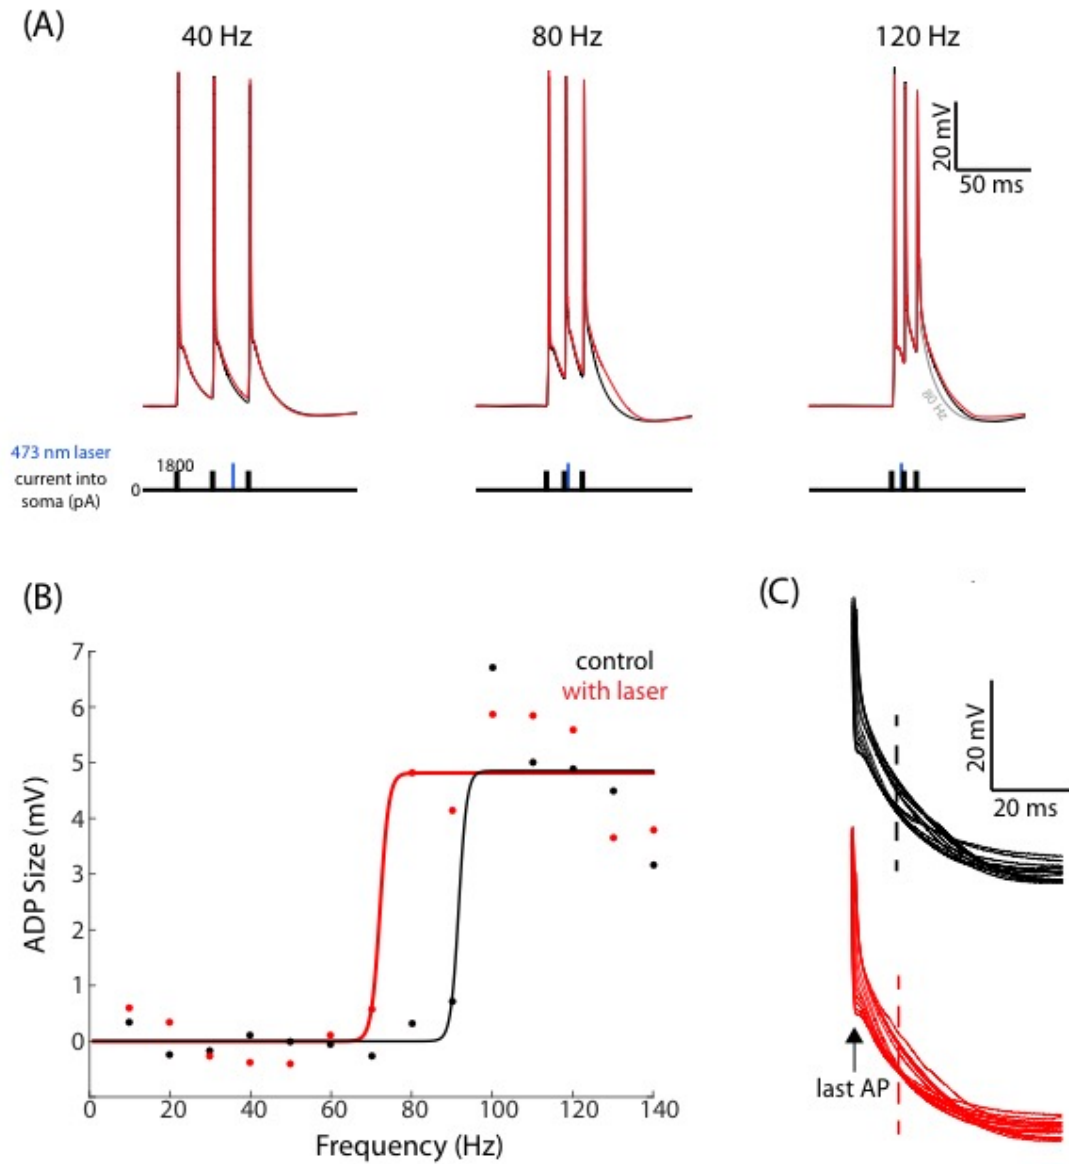 (A)
40 Hz
80 Hz
120 Hz
20 mV
50 ms
80 Hz
473 nm laser
1800
current into
0
soma (pA)
(B)
(C)
7
control
6
with laser
5
4
3
2
1
0
ADP Size (mV)
0 20 40 60 80 100 120 140
Frequency (Hz)
20 mV
20 ms
last AP